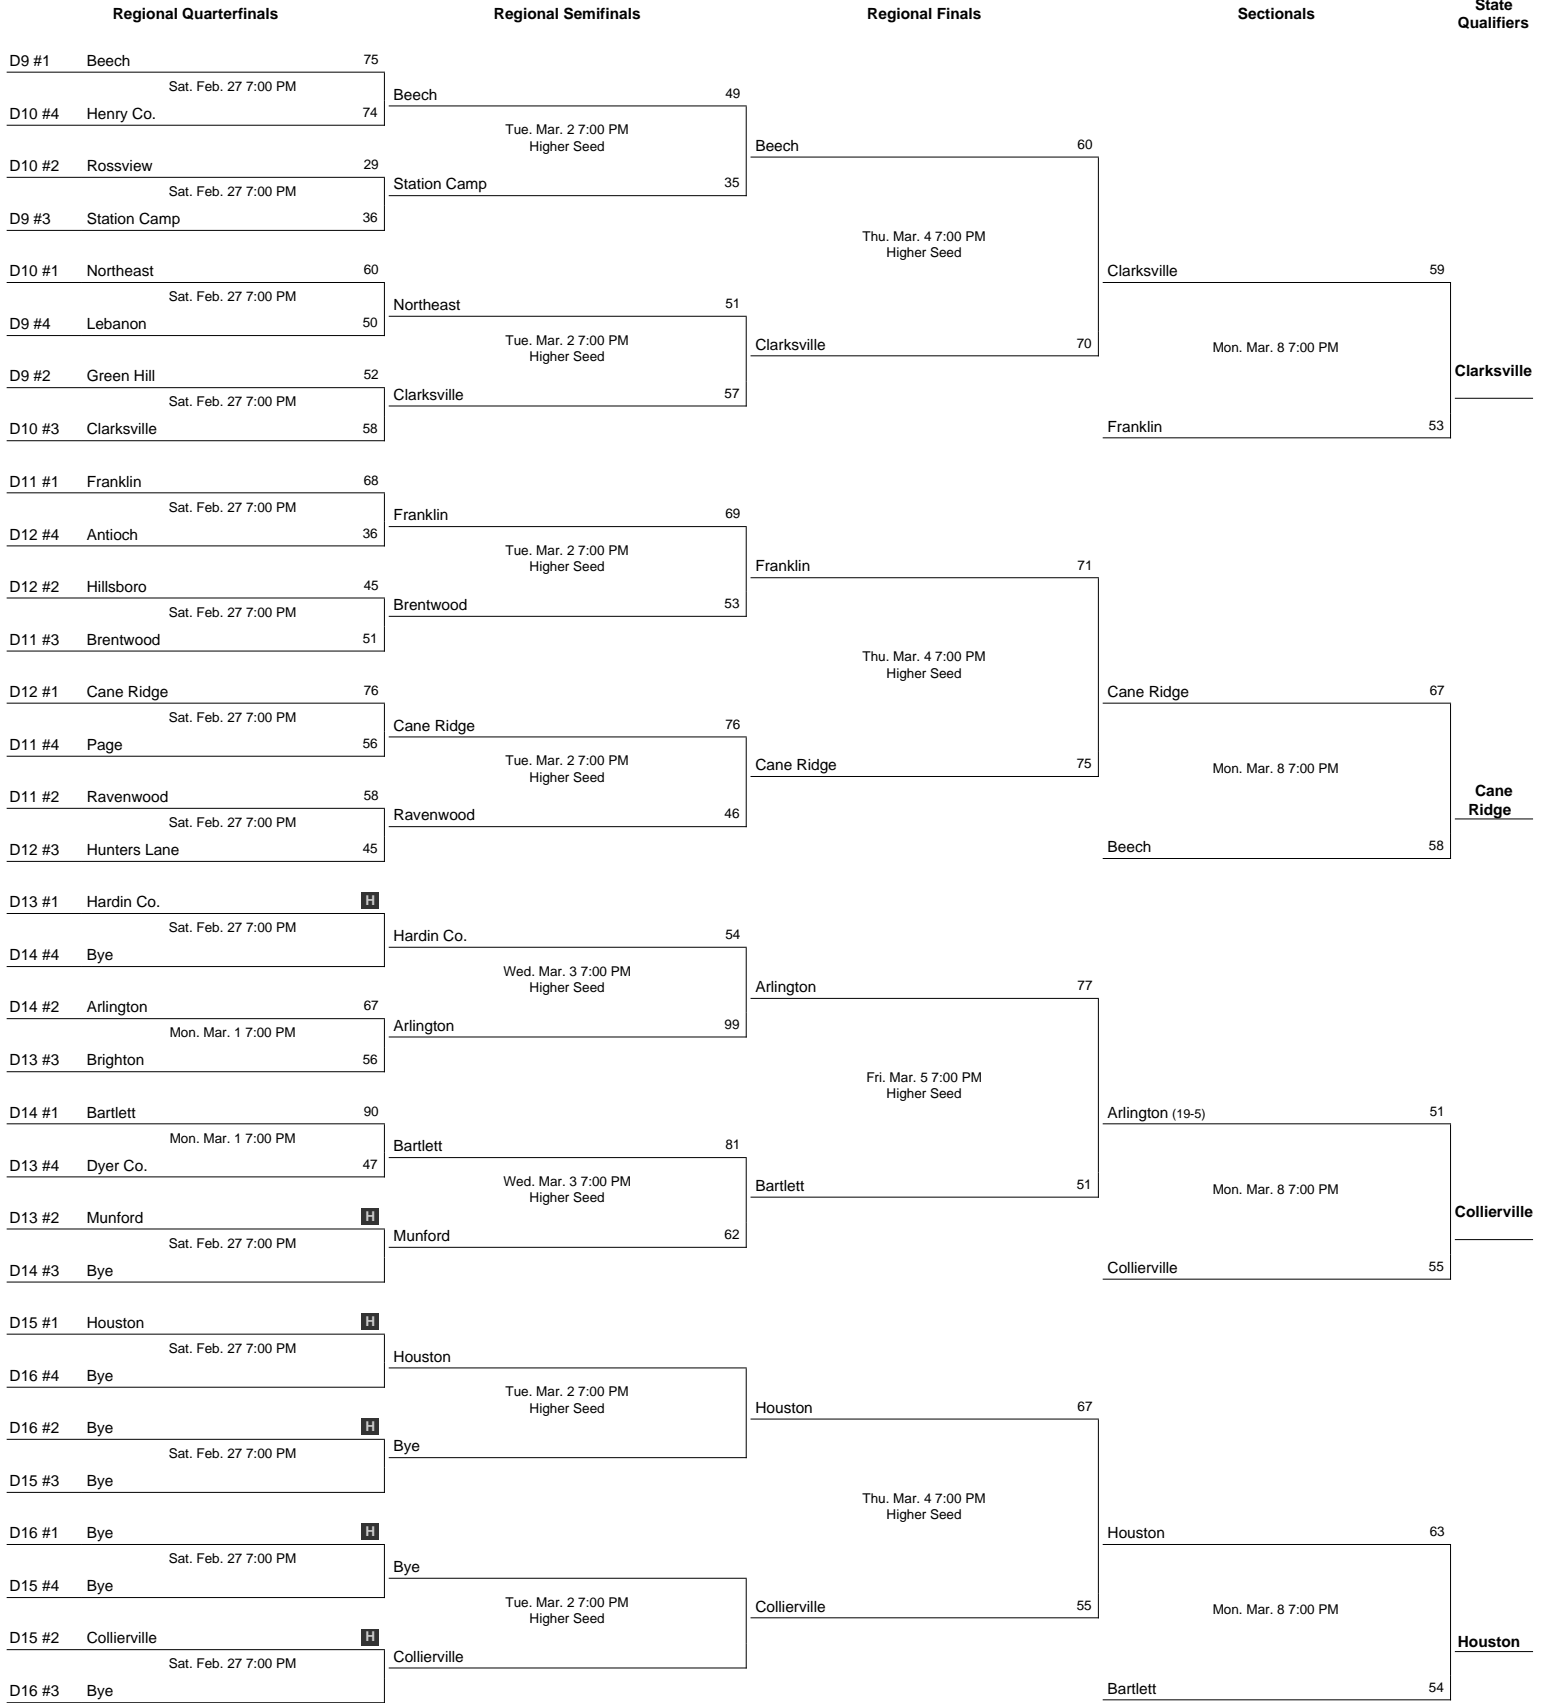 Regional Quarterfinals
Regional Semifinals
Regional Finals
Sectionals
State
Qualifiers
D9 #1 Beech 75
Sat. Feb. 27 7:00 PM
D10 #4 Henry Co. 74
D10 #2 Rossview 29
Sat. Feb. 27 7:00 PM
D9 #3 Station Camp 36
D10 #1 Northeast 60
Sat. Feb. 27 7:00 PM
D9 #4 Lebanon 50
D9 #2 Green Hill 52
Sat. Feb. 27 7:00 PM
D10 #3 Clarksville 58
D11 #1 Franklin 68
Sat. Feb. 27 7:00 PM
D12 #4 Antioch 36
D12 #2 Hillsboro 45
Sat. Feb. 27 7:00 PM
D11 #3 Brentwood 51
D12 #1 Cane Ridge 76
Sat. Feb. 27 7:00 PM
D11 #4 Page 56
D11 #2 Ravenwood 58
Sat. Feb. 27 7:00 PM
D12 #3 Hunters Lane 45
D13 #1 Hardin Co. H
Sat. Feb. 27 7:00 PM
D14 #4 Bye
D14 #2 Arlington 67
Mon. Mar. 1 7:00 PM
D13 #3 Brighton 56
D14 #1 Bartlett 90
Mon. Mar. 1 7:00 PM
D13 #4 Dyer Co. 47
D13 #2 Munford H
Sat. Feb. 27 7:00 PM
D14 #3 Bye
D15 #1 Houston H
Sat. Feb. 27 7:00 PM
D16 #4 Bye
D16 #2 Bye H
Sat. Feb. 27 7:00 PM
D15 #3 Bye
D16 #1 Bye H
Sat. Feb. 27 7:00 PM
D15 #4 Bye
D15 #2 Collierville H
Sat. Feb. 27 7:00 PM
D16 #3 Bye
Beech 49
Tue. Mar. 2 7:00 PM
Higher Seed
Station Camp 35
Northeast 51
Tue. Mar. 2 7:00 PM
Higher Seed
Clarksville 57
Franklin 69
Tue. Mar. 2 7:00 PM
Higher Seed
Brentwood 53
Cane Ridge 76
Tue. Mar. 2 7:00 PM
Higher Seed
Ravenwood 46
Hardin Co. 54
Wed. Mar. 3 7:00 PM
Higher Seed
Arlington 99
Bartlett 81
Wed. Mar. 3 7:00 PM
Higher Seed
Munford 62
Houston
Tue. Mar. 2 7:00 PM
Higher Seed
Bye
Bye
Tue. Mar. 2 7:00 PM
Higher Seed
Collierville
Beech 60
Thu. Mar. 4 7:00 PM
Higher Seed
Clarksville 70
Franklin 71
Thu. Mar. 4 7:00 PM
Higher Seed
Cane Ridge 75
Arlington 77
Fri. Mar. 5 7:00 PM
Higher Seed
Bartlett 51
Houston 67
Thu. Mar. 4 7:00 PM
Higher Seed
Collierville 55
Clarksville 59
Mon. Mar. 8 7:00 PM
Franklin 53
Cane Ridge 67
Mon. Mar. 8 7:00 PM
Beech 58
Arlington (19-5) 51
Mon. Mar. 8 7:00 PM
Collierville 55
Houston 63
Mon. Mar. 8 7:00 PM
Bartlett 54
Clarksville
Cane
Ridge
Collierville
Houston